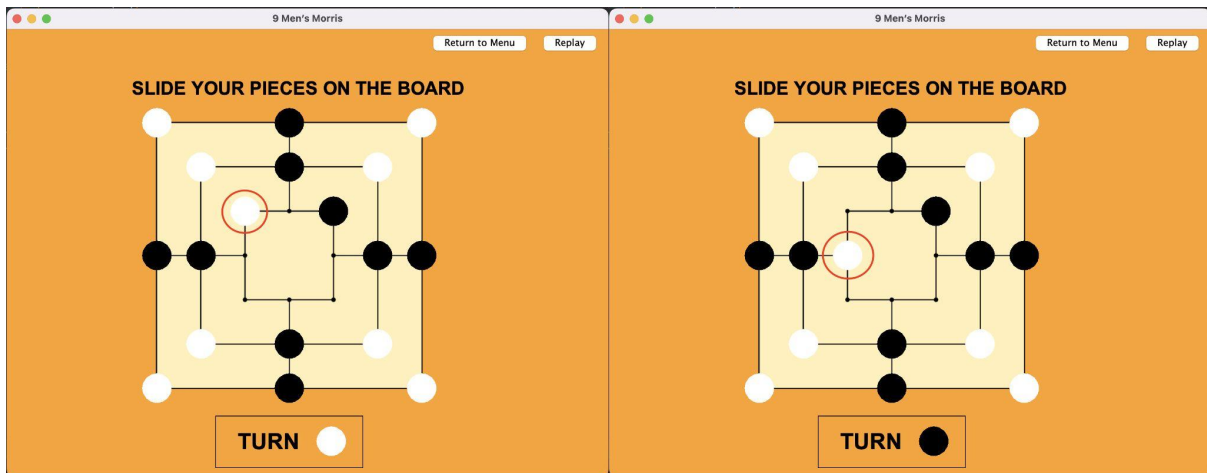 9 Men's Morris
Return to Menu
Replay
SLIDE YOUR PIECES ON THE BOARD
TURN
9 Men's Morris
Return to Menu
Replay
SLIDE YOUR PIECES ON THE BOARD
TURN